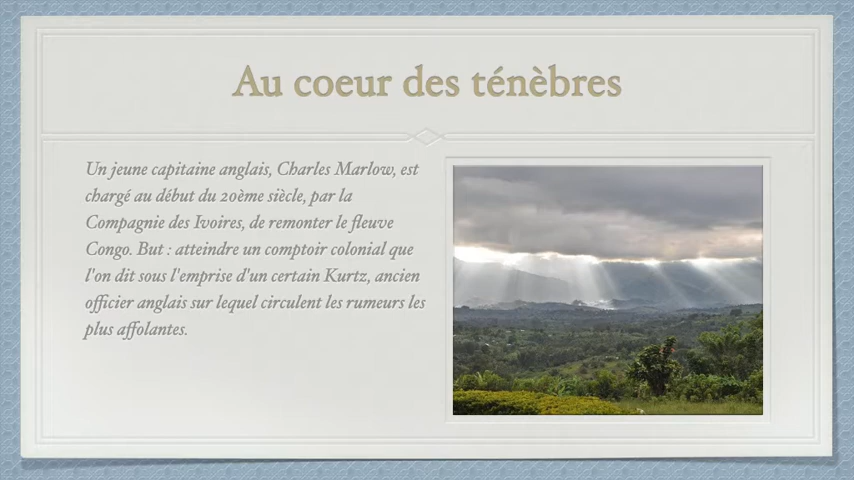 Au coeur des ténèbres
Un jeune capitaine anglais, Charles Marlow, est
chargé au début du 20ème siècle, par la
Compagnie des Ivoires, de remonter le fleuve
Congo. But : atteindre un comptoir colonial que
l'on dit sous l'emprise d'un certain Kurtz, ancien
officier anglais sur lequel circulent les rumeurs les
plus affolantes.